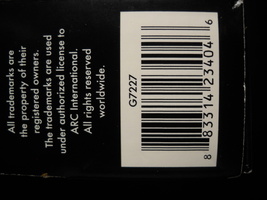 All trademarks are
the property of their
registered owners.
The trademarks are used
under authorized license to
ARC International.
All rights reserved
worldwide.
G7227
8 83314 23404 6